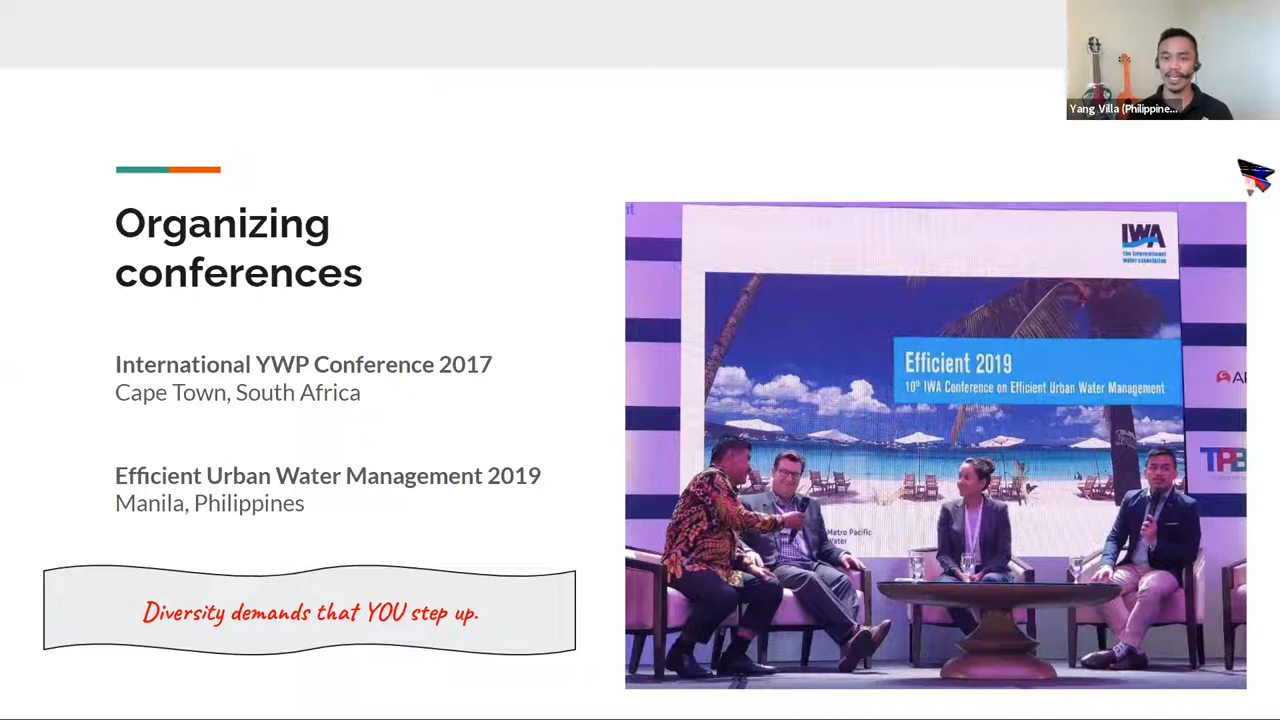 Yang Villa (Philippine...
Organizing
conferences
International YWP Conference 2017
Cape Town, South Africa
Efficient Urban Water Management 2019
Manila, Philippines
Diversity demands that YOU step up.
IWA
the international
water association
Efficient 2019
10th IWA Conference on Efficient Urban Water Management
Metro Pacific
Water